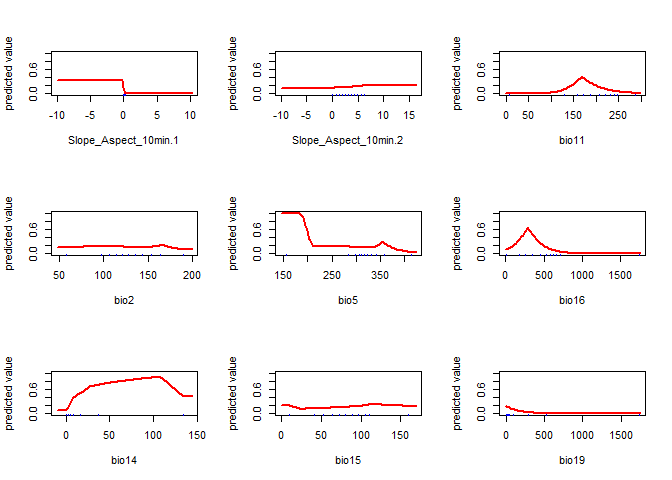 predicted value
0.0 0.6
-10 -5 0 5 10
Slope_Aspect_10min.1
predicted value
0.0 0.6
-10 -5 0 5 10 15
Slope_Aspect_10min.2
predicted value
0.0 0.6
0 50 150 250
bio11
predicted value
0.0 0.6
50 100 150 200
bio2
predicted value
0.0 0.6
150 250 350
bio5
predicted value
0.0 0.6
0 500 1000 1500
bio16
predicted value
0.0 0.6
0 50 100 150
bio14
predicted value
0.0 0.6
0 50 100 150
bio15
predicted value
0.0 0.6
0 500 1000 1500
bio19